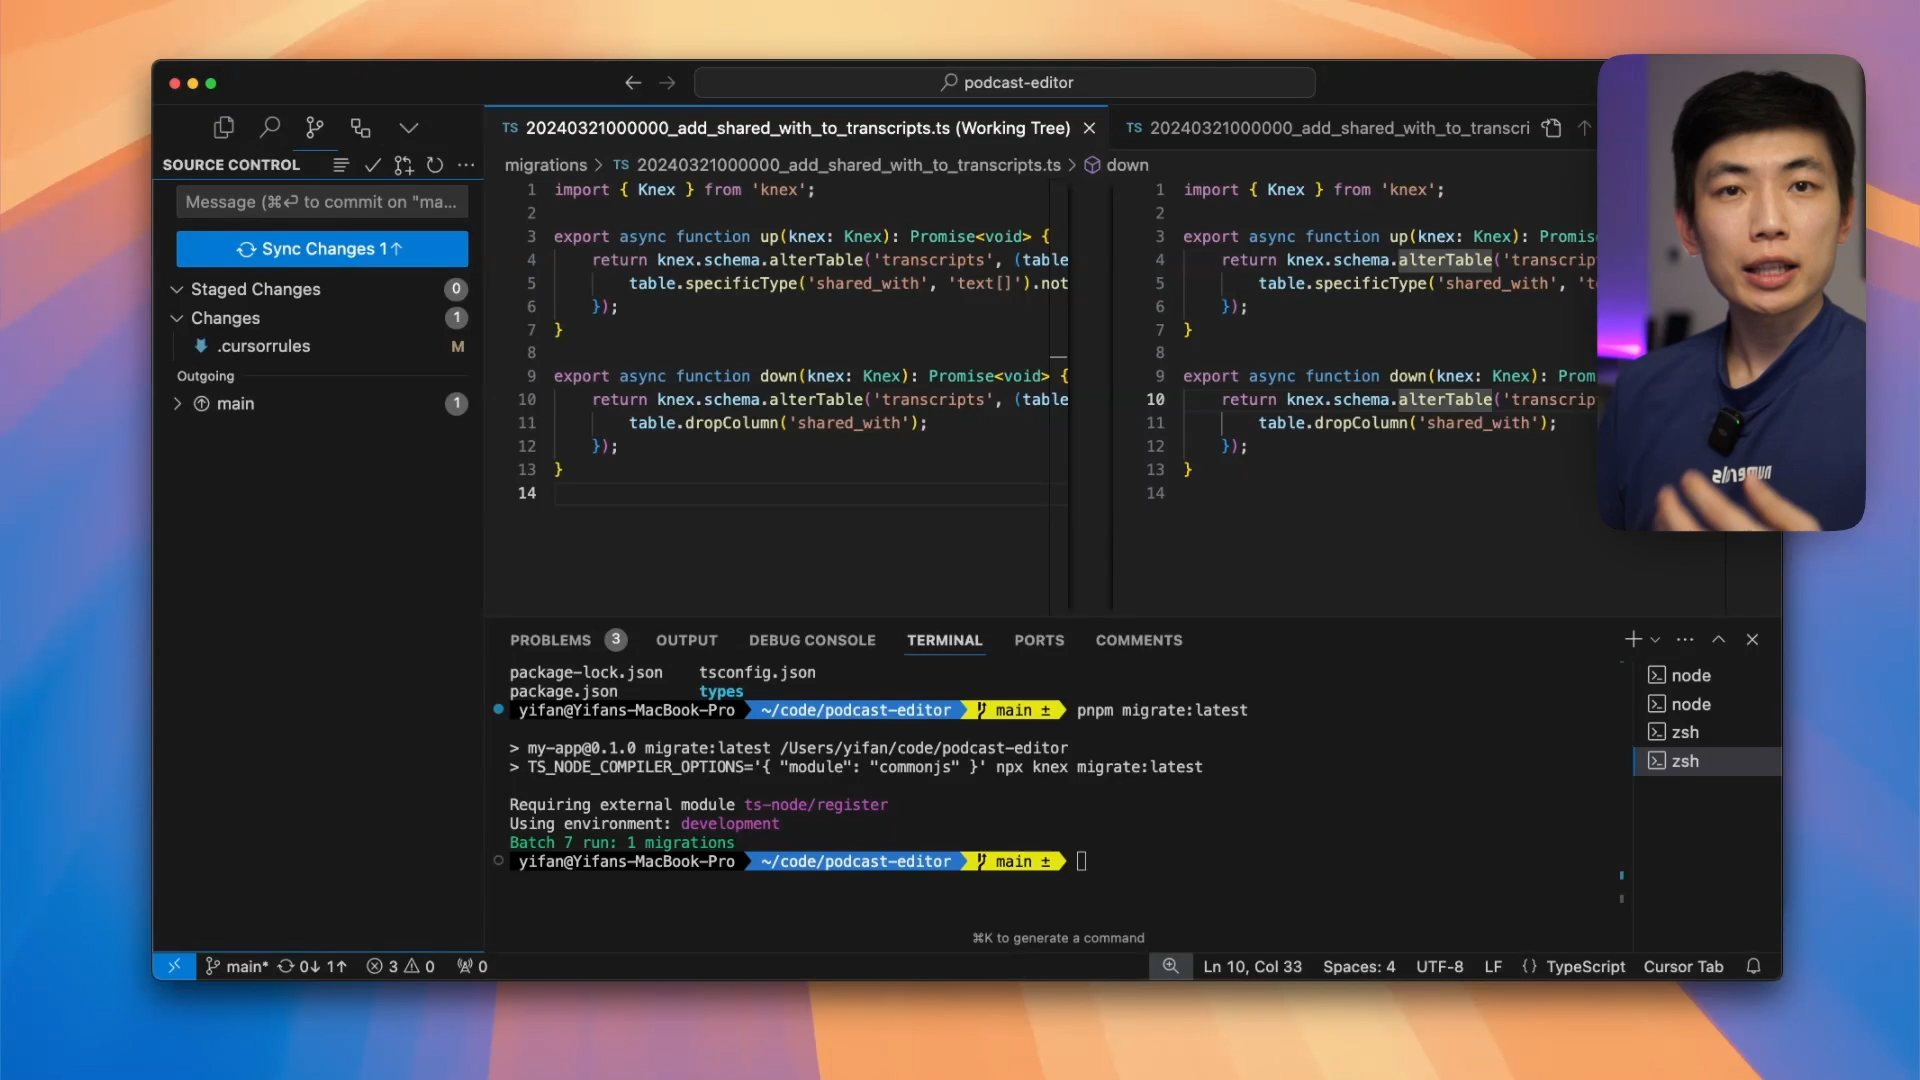 podcast-editor
SOURCE CONTROL
Message (⌘⏎ to commit on "ma...
Sync Changes 1↑
Staged Changes 0
Changes 1
.cursorrules M
Outgoing
main 1
TS 20240321000000_add_shared_with_to_transcripts.ts (Working Tree)
TS 20240321000000_add_shared_with_to_transcri
migrations > TS 20240321000000_add_shared_with_to_transcripts.ts > down
1 import { Knex } from 'knex';
2
3 export async function up(knex: Knex): Promise<void> {
4 return knex.schema.alterTable('transcripts', (table
5 table.specificType('shared_with', 'text[]').not
6 });
7 }
8
9 export async function down(knex: Knex): Promise<void> {
10 return knex.schema.alterTable('transcripts', (table
11 table.dropColumn('shared_with');
12 });
13 }
14
1 import { Knex } from 'knex';
2
3 export async function up(knex: Knex): Promis
4 return knex.schema.alterTable('transcrip
5 table.specificType('shared_with', 't
6 });
7 }
8
9 export async function down(knex: Knex): Prom
10 return knex.schema.alterTable('transcrip
11 table.dropColumn('shared_with');
12 });
13 }
14
PROBLEMS 3 OUTPUT DEBUG CONSOLE TERMINAL PORTS COMMENTS
package-lock.json tsconfig.json
package.json types
yifan@Yifans-MacBook-Pro ~/code/podcast-editor main ± pnpm migrate:latest
> my-app@0.1.0 migrate:latest /Users/yifan/code/podcast-editor
> TS_NODE_COMPILER_OPTIONS='{ "module": "commonjs" }' npx knex migrate:latest
Requiring external module ts-node/register
Using environment: development
Batch 7 run: 1 migrations
yifan@Yifans-MacBook-Pro ~/code/podcast-editor main ±
⌘K to generate a command
node
node
zsh
zsh
main* 0↓ 1↑ 3 0 0
Ln 10, Col 33 Spaces: 4 UTF-8 LF {} TypeScript Cursor Tab